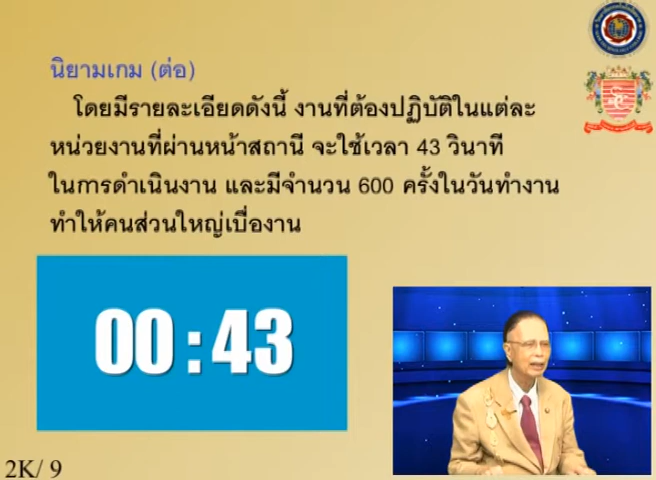 นิยามเกม (ต่อ)
โดยมีรายละเอียดดังนี้ งานที่ต้องปฏิบัติในแต่ละ
หน่วยงานที่ผ่านหน้าสถานี จะใช้เวลา 43 วินาที
ในการดำเนินงาน และมีจำนวน 600 ครั้งในวันทำงาน
ทำให้คนส่วนใหญ่เบื่องาน
00:43
2K/ 9